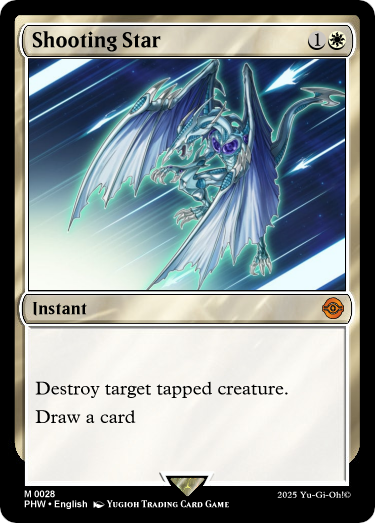 Shooting Star 1
Instant
Destroy target tapped creature.
Draw a card
M 0028
PHW • English YUGIOH TRADING CARD GAME
2025 Yu-Gi-Oh!©